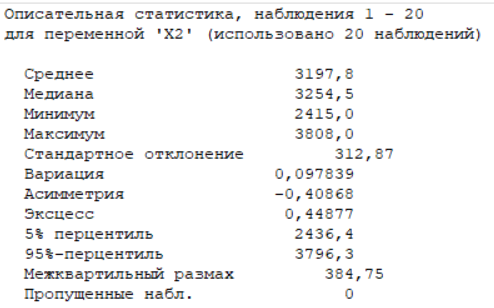 Описательная статистика, наблюдения 1 - 20
для переменной 'X2' (использовано 20 наблюдений)
Среднее 3197,8
Медиана 3254,5
Минимум 2415,0
Максимум 3808,0
Стандартное отклонение 312,87
Вариация 0,097839
Асимметрия -0,40868
Эксцесс 0,44877
5% перцентиль 2436,4
95%-перцентиль 3796,3
Межквартильный размах 384,75
Пропущенные набл. 0